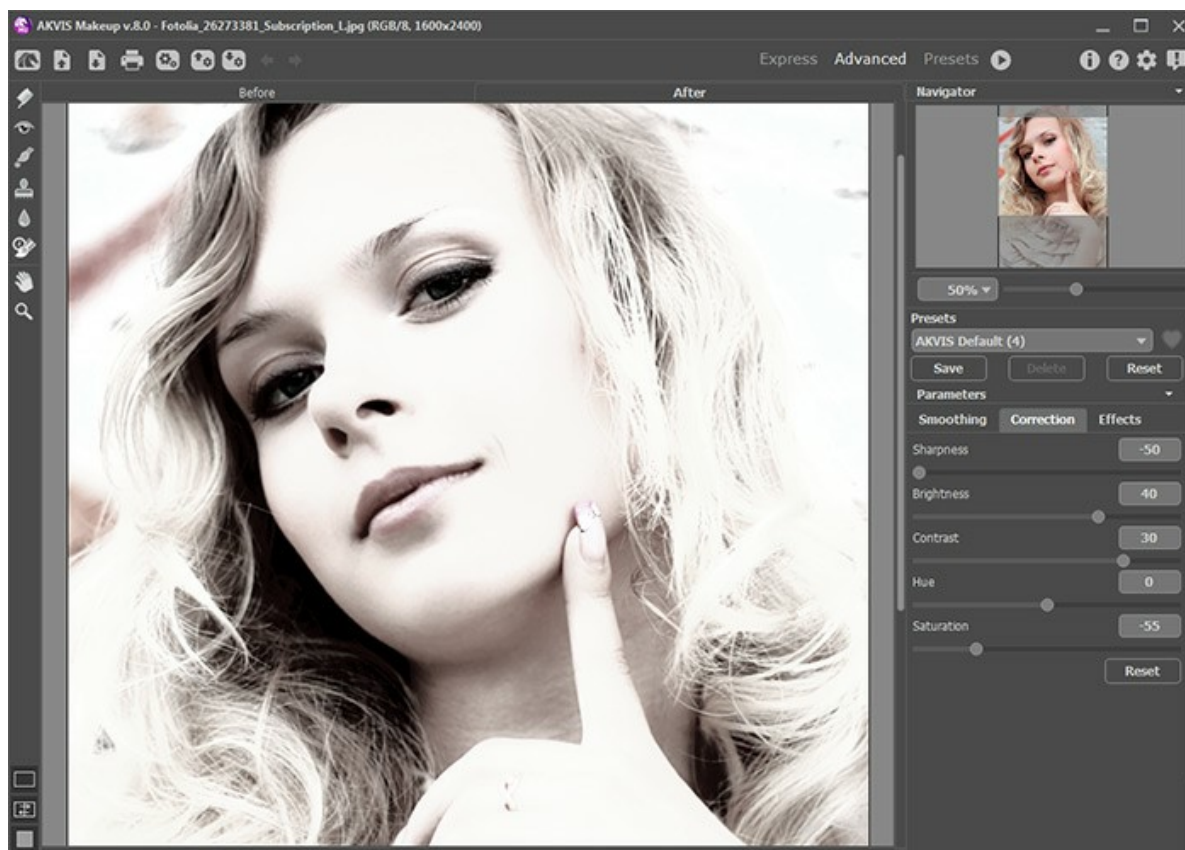 AKVIS Makeup v.8.0 - Fotolia_26273381_Subscription_L.jpg (RGB/8, 1600x2400)
Express Advanced Presets
Before After Navigator
50%
Presets
AKVIS Default (4)
Save Delete Reset
Parameters
Smoothing Correction Effects
Sharpness -50
Brightness 40
Contrast 30
Hue 0
Saturation -55
Reset